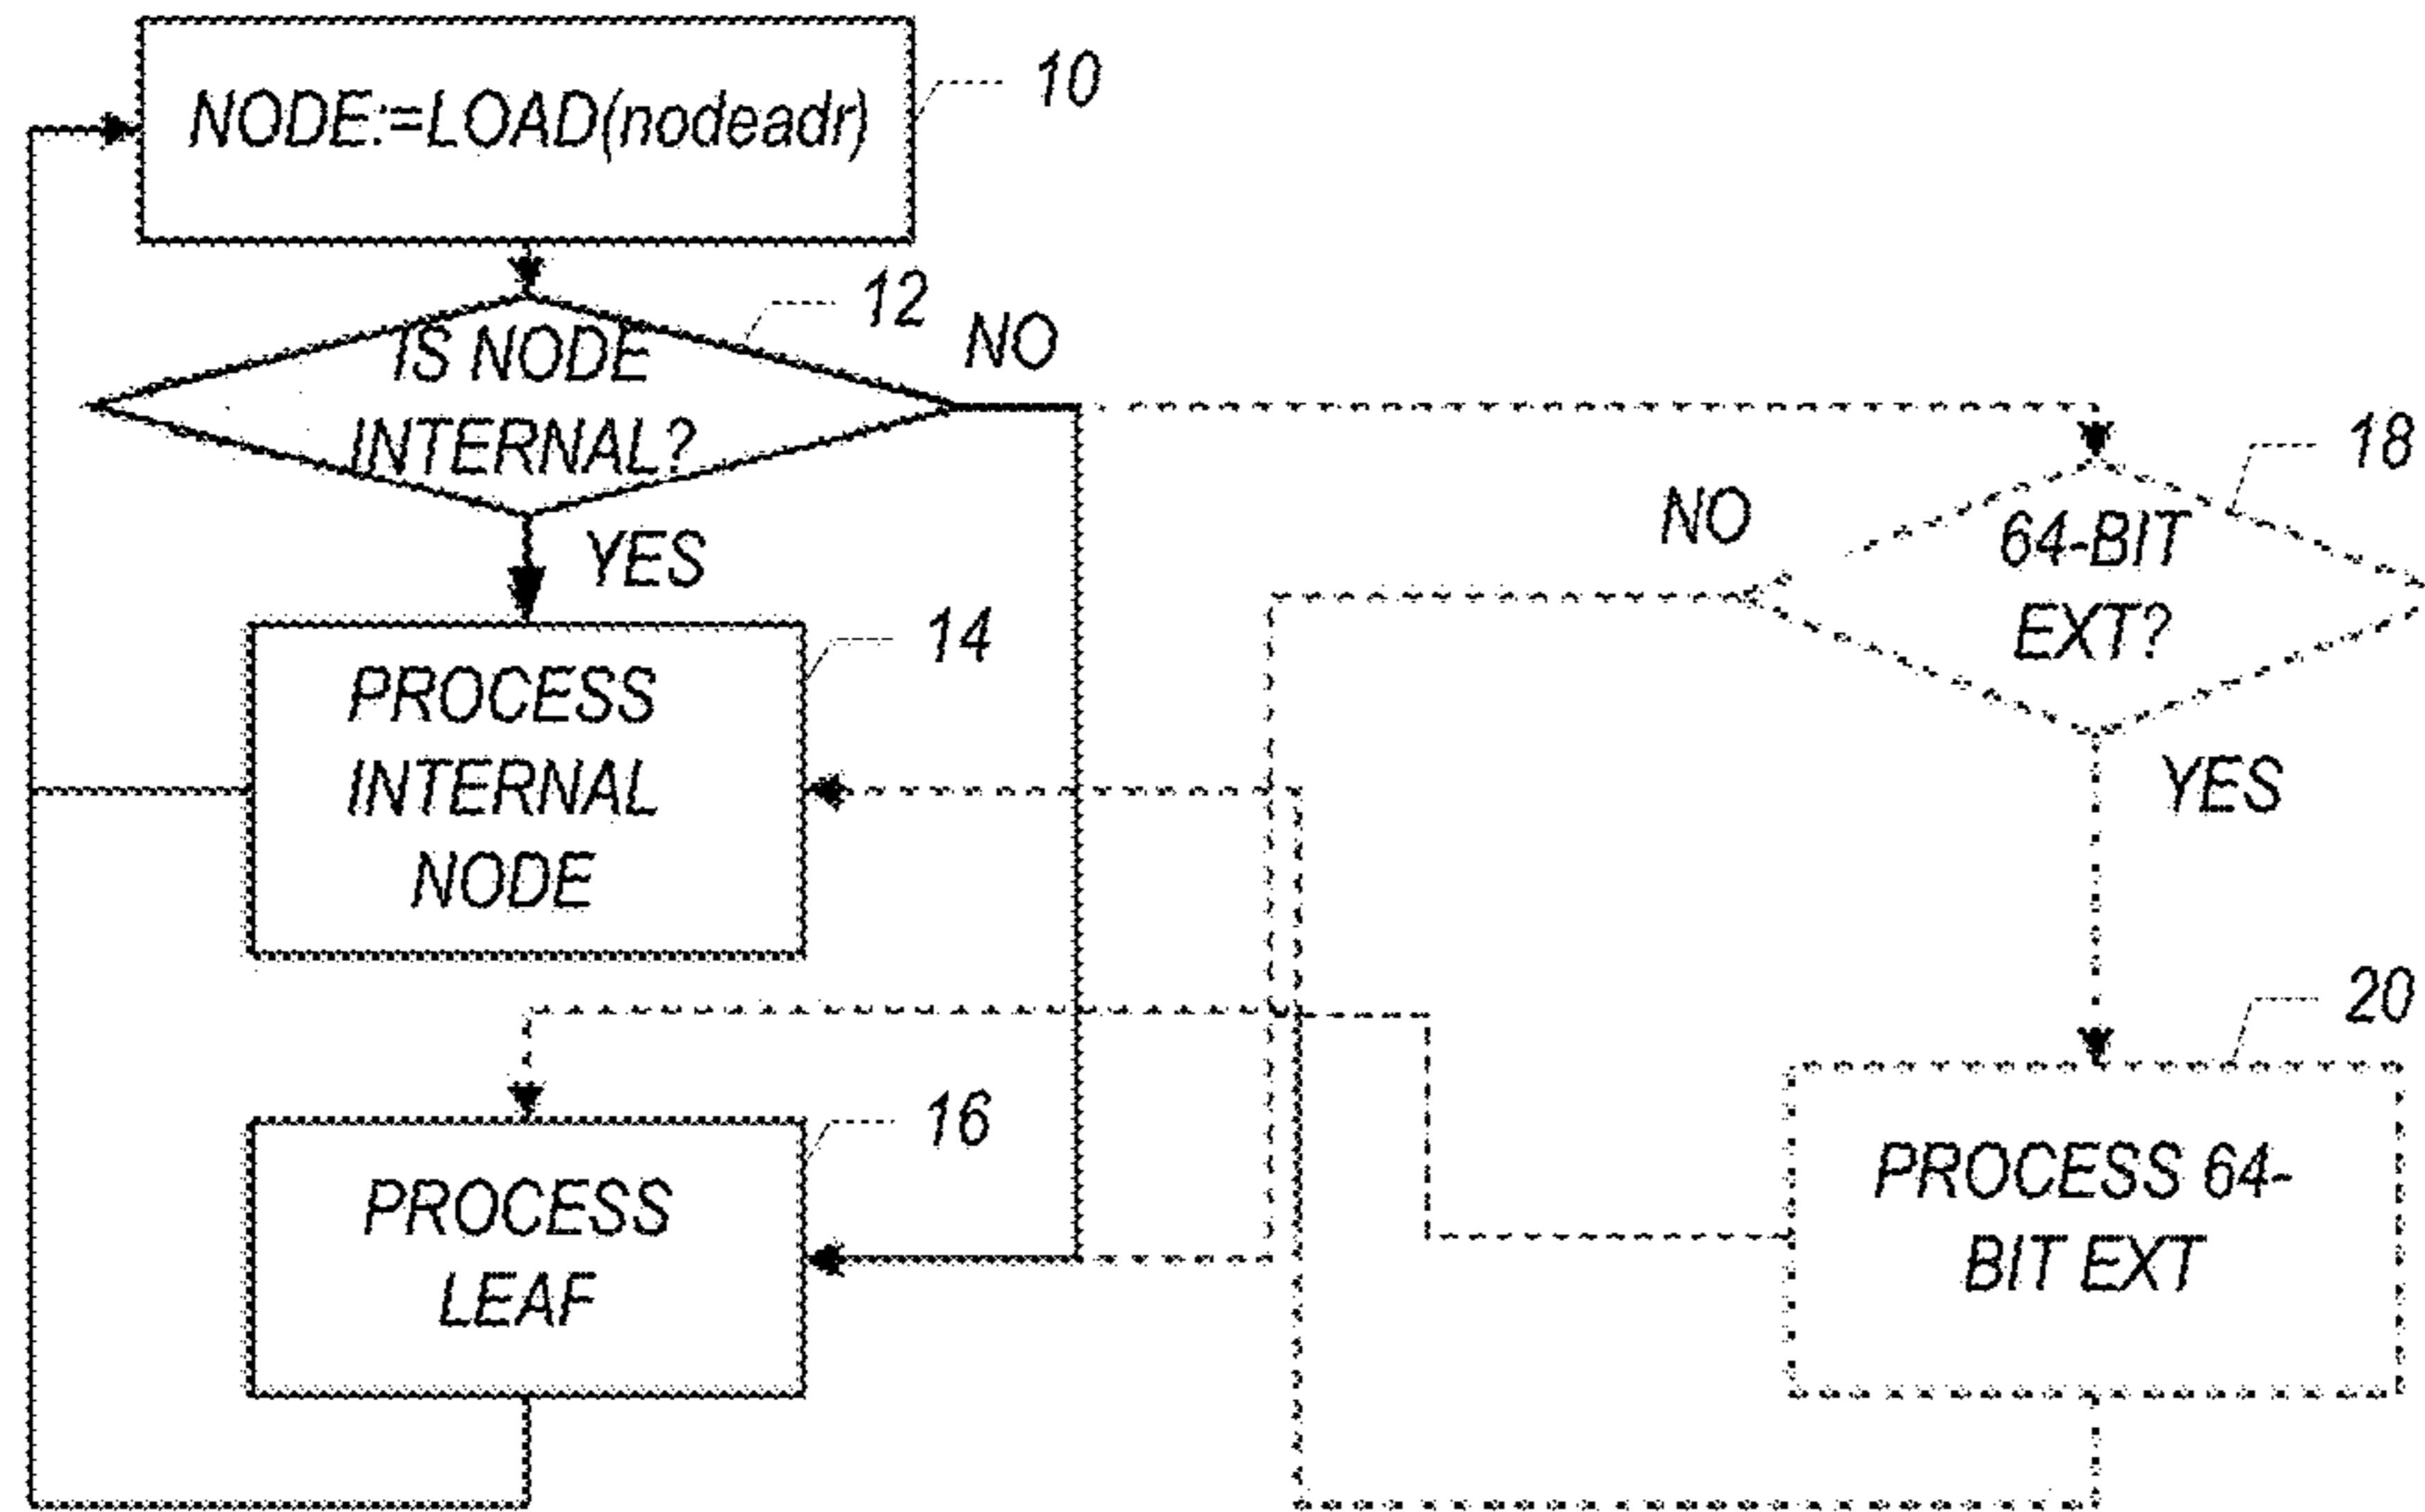 NODE:=LOAD(nodeadr)
10
IS NODE
INTERNAL?
12
NO
YES
PROCESS
INTERNAL
NODE
14
PROCESS
LEAF
16
64-BIT
EXT?
18
NO
YES
PROCESS 64-
BIT EXT
20